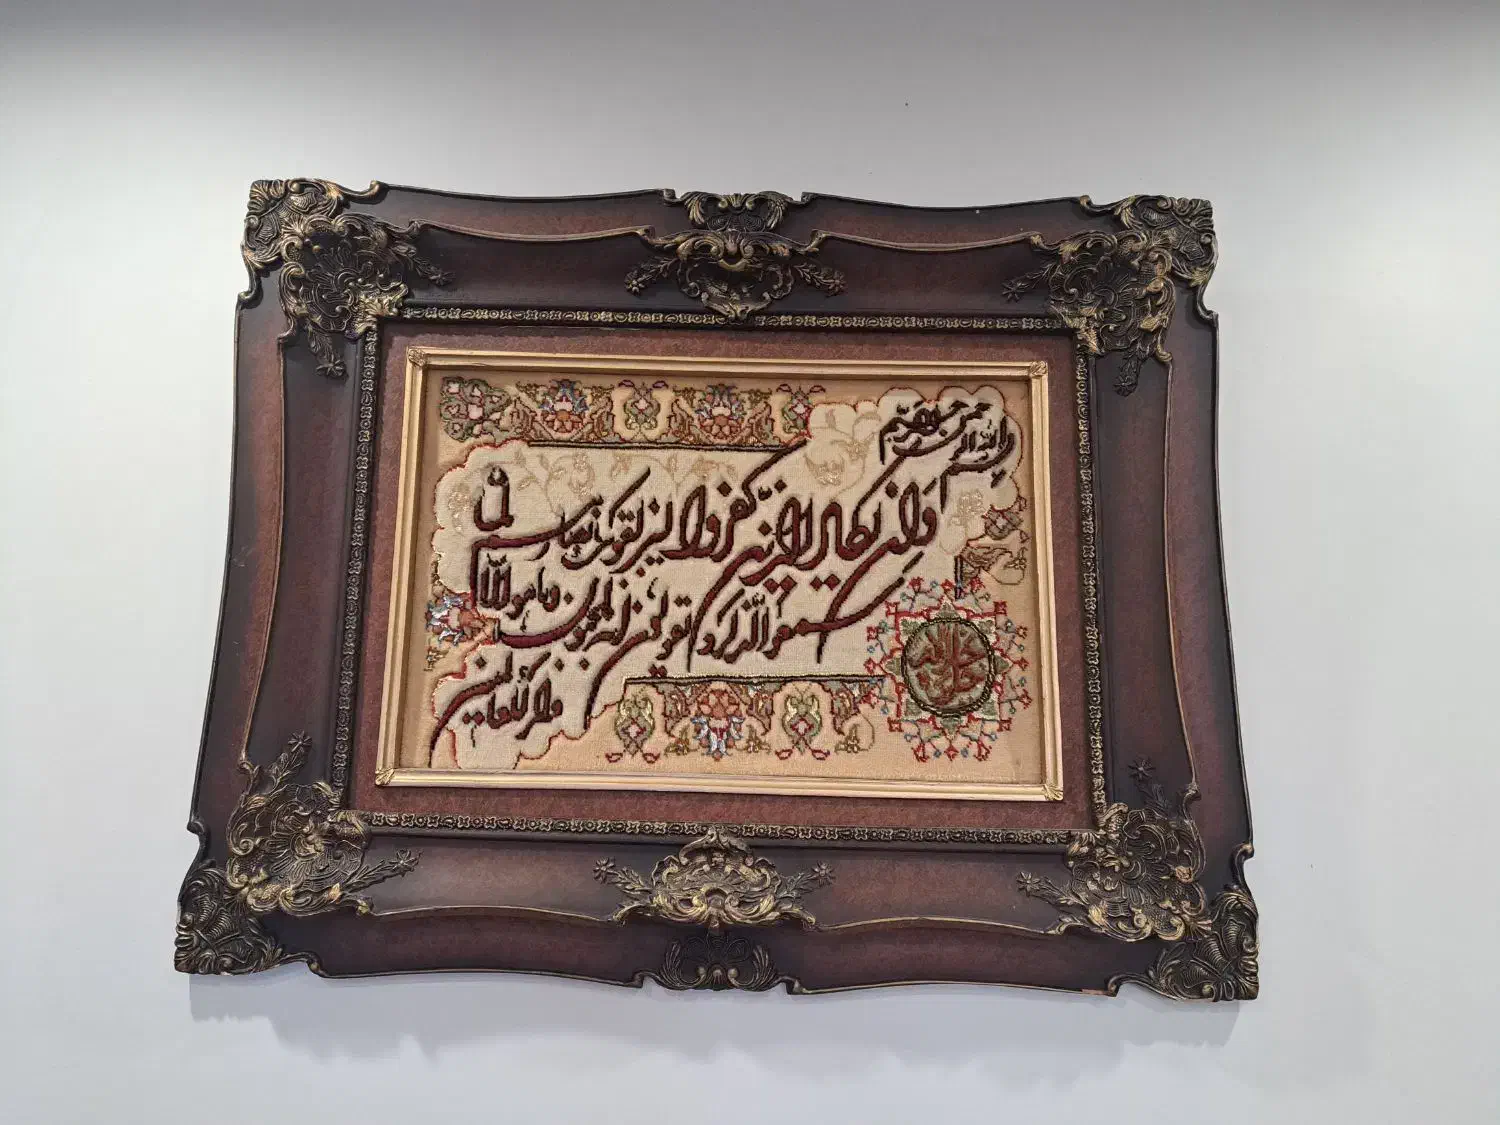 بسم الله الرحمن الرحيم
وان يكاد الذين كفروا ليزلقونك بابصارهم لما
سمعوا الذكر و يقولون انه لمجنون وما هو الا
ذكر للعالمين